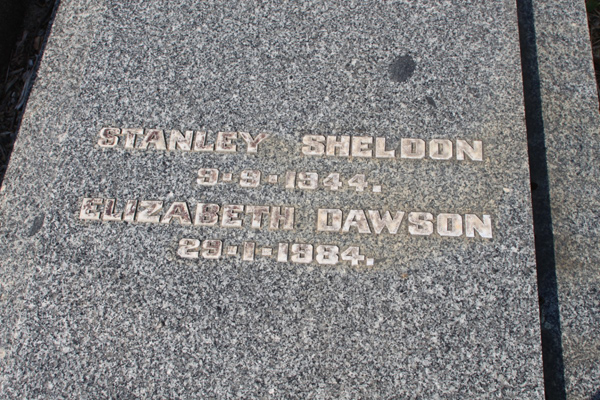 STANLEY SHELDON
9-9-1944.
ELIZABETH DAWSON
29-1-1984.